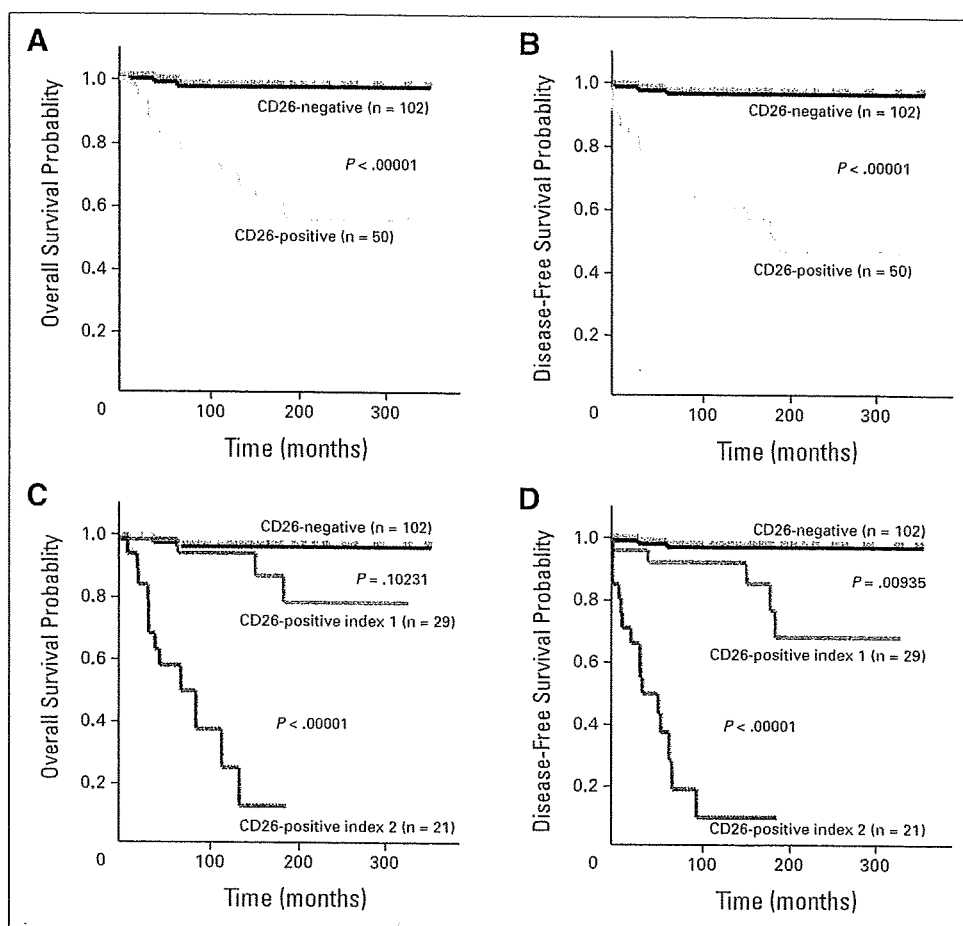 A
Overall Survival Probablity
1.0
0.8
0.6
0.4
0.2
0
100
200
300
Time (months)
CD26-negative (n = 102)
P < .00001
CD26-positive (n = 50)
B
Disease-Free Survival Probablity
1.0
0.8
0.6
0.4
0.2
0
100
200
300
Time (months)
CD26-negative (n = 102)
P < .00001
CD26-positive (n = 50)
C
Overall Survival Probablity
1.0
0.8
0.6
0.4
0.2
0
100
200
300
Time (months)
CD26-negative (n = 102)
P = .10231
CD26-positive index 1 (n = 29)
P < .00001
CD26-positive index 2 (n = 21)
D
Disease-Free Survival Probablity
1.0
0.8
0.6
0.4
0.2
0
100
200
300
Time (months)
CD26-negative (n = 102)
P = .00935
CD26-positive index 1 (n = 29)
P < .00001
CD26-positive index 2 (n = 21)